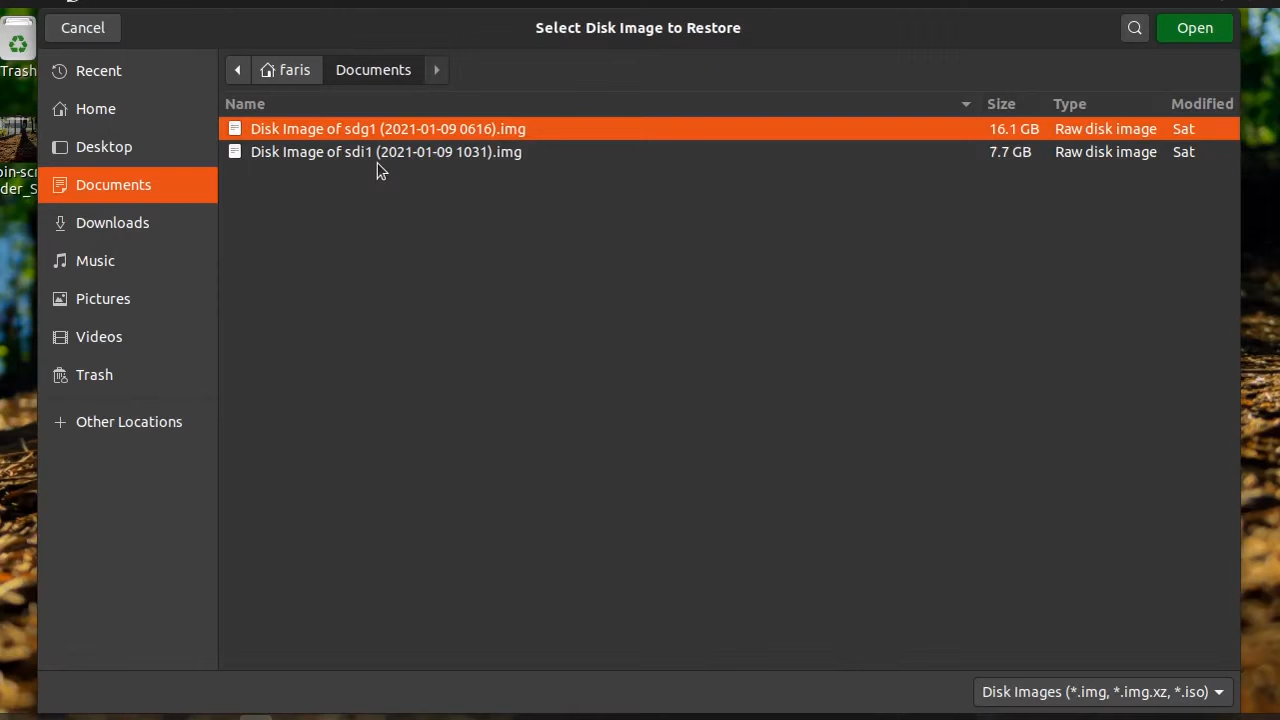 Cancel
Select Disk Image to Restore
Open
Trash
Recent
Home
Desktop
Documents
Downloads
Music
Pictures
Videos
Trash
Other Locations
faris Documents
Name Size Type Modified
Disk Image of sdg1 (2021-01-09 0616).img 16.1 GB Raw disk image Sat
Disk Image of sdi1 (2021-01-09 1031).img 7.7 GB Raw disk image Sat
Disk Images (*.img, *.img.xz, *.iso)